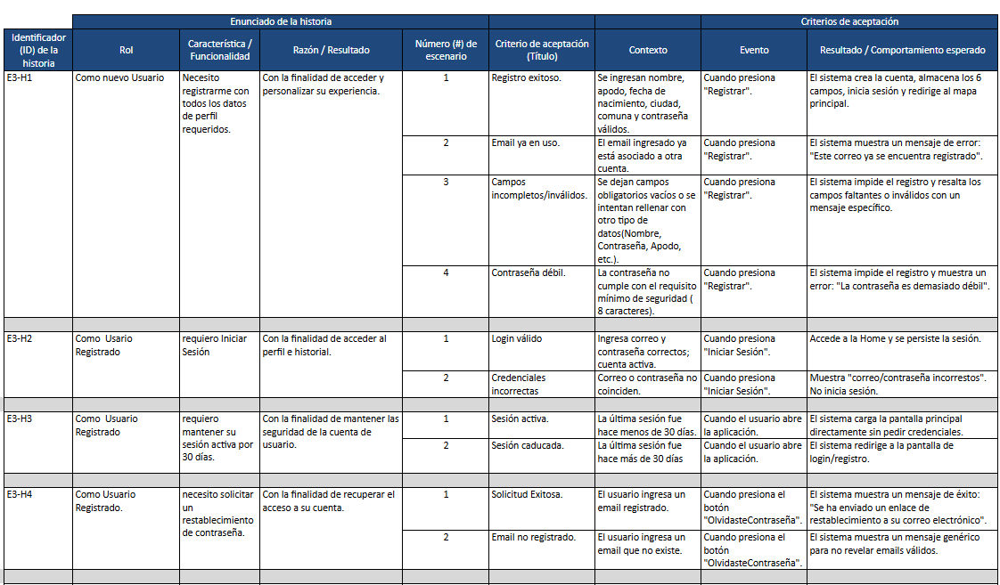 Enunciado de la historia
Criterios de aceptación
Identificador
(ID) de la
historia
Rol
Característica /
Funcionalidad
Razón / Resultado
Número (#) de
escenario
Criterio de aceptación
(Título)
Contexto
Evento
Resultado / Comportamiento esperado
E3-H1
Como nuevo Usuario
Necesito
registrarme con
todos los datos
de perfil
requeridos.
Con la finalidad de acceder y
personalizar su experiencia.
1
Registro exitoso.
Se ingresan nombre,
apodo, fecha de
nacimiento, ciudad,
comuna y contraseña
válidos.
Cuando presiona
"Registrar".
El sistema crea la cuenta, almacena los 6
campos, inicia sesión y redirige al mapa
principal.
2
Email ya en uso.
El email ingresado ya
está asociado a otra
cuenta.
Cuando presiona
"Registrar".
El sistema muestra un mensaje de error:
"Este correo ya se encuentra registrado".
3
Campos
incompletos/inválidos.
Se dejan campos
obligatorios vacíos o se
intentan rellenar con
otro tipo de
datos(Nombre,
Contraseña, Apodo,
etc.).
Cuando presiona
"Registrar".
El sistema impide el registro y resalta los
campos faltantes o inválidos con un
mensaje específico.
4
Contraseña débil.
La contraseña no
cumple con el requisito
mínimo de seguridad (
8 caracteres).
Cuando presiona
"Registrar".
El sistema impide el registro y muestra un
error: "La contraseña es demasiado débil".
E3-H2
Como  Usario
Registrado
requiero Iniciar
Sesión
Con la finalidad de acceder al
perfil e historial.
1
Login válido
Ingresa correo y
contraseña correctos;
cuenta activa.
Cuando presiona
"Iniciar Sesión".
Accede a la Home y se persiste la sesión.
2
Credenciales
incorrectas
Correo o contraseña no
coinciden.
Cuando presiona
"Iniciar Sesión".
Muestra "correo/contraseña incorrestos".
No inicia sesión.
E3-H3
Como  Usuario
Registrado
requiero
mantener su
sesión activa por
30 días.
Con la finalidad de mantener las
seguridad de la cuenta de
usuario.
1
Sesión activa.
La última sesión fue
hace menos de 30 días.
Cuando el usuario abre
la aplicación.
El sistema carga la pantalla principal
directamente sin pedir credenciales.
2
Sesión caducada.
La última sesión fue
hace más de 30 días
Cuando el usuario abre
la aplicación.
El sistema redirige a la pantalla de
login/registro.
E3-H4
Como Usuario
Registrado.
necesito solicitar
un
restablecimiento
de contraseña.
Con la finalidad de recuperar el
acceso a su cuenta.
1
Solicitud Exitosa.
El usuario ingresa un
email registrado.
Cuando presiona el
botón
"OlvidasteContraseña".
El sistema muestra un mensaje de éxito:
"Se ha enviado un enlace de
restablecimiento a su correo electrónico".
2
Email no registrado.
El usuario ingresa un
email que no existe.
Cuando presiona el
botón
"OlvidasteContraseña".
El sistema muestra un mensaje genérico
para no revelar emails válidos.